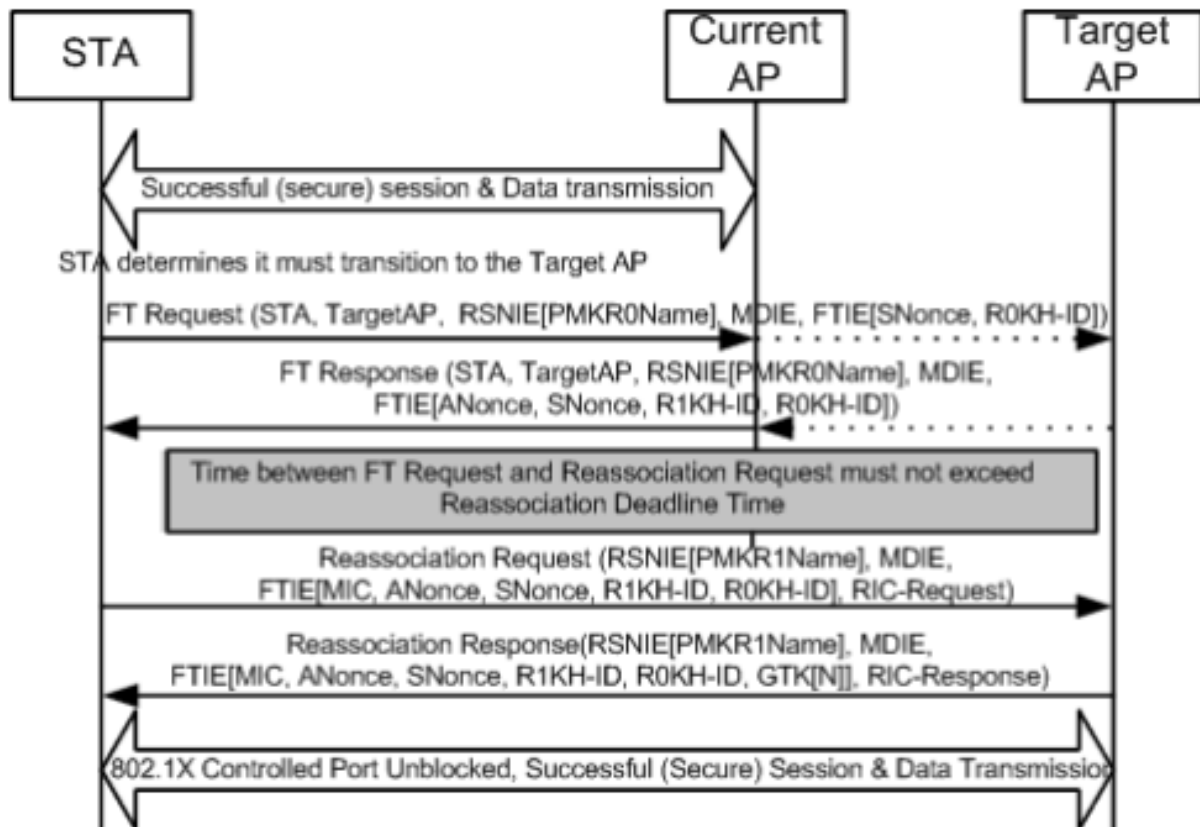 STA
Current
AP
Target
AP
Successful (secure) session & Data transmission
STA determines it must transition to the Target AP
FT Request (STA, TargetAP, RSNIE[PMKR0Name], MDIE, FTIE[SNonce, R0KH-ID])
FT Response (STA, TargetAP, RSNIE[PMKR0Name], MDIE,
FTIE[ANonce, SNonce, R1KH-ID, R0KH-ID])
Time between FT Request and Reassociation Request must not exceed
Reassociation Deadline Time
Reassociation Request (RSNIE[PMKR1Name], MDIE,
FTIE[MIC, ANonce, SNonce, R1KH-ID, R0KH-ID], RIC-Request)
Reassociation Response(RSNIE[PMKR1Name], MDIE,
FTIE[MIC, ANonce, SNonce, R1KH-ID, R0KH-ID, GTK[N]], RIC-Response)
802.1X Controlled Port Unblocked, Successful (Secure) Session & Data Transmission